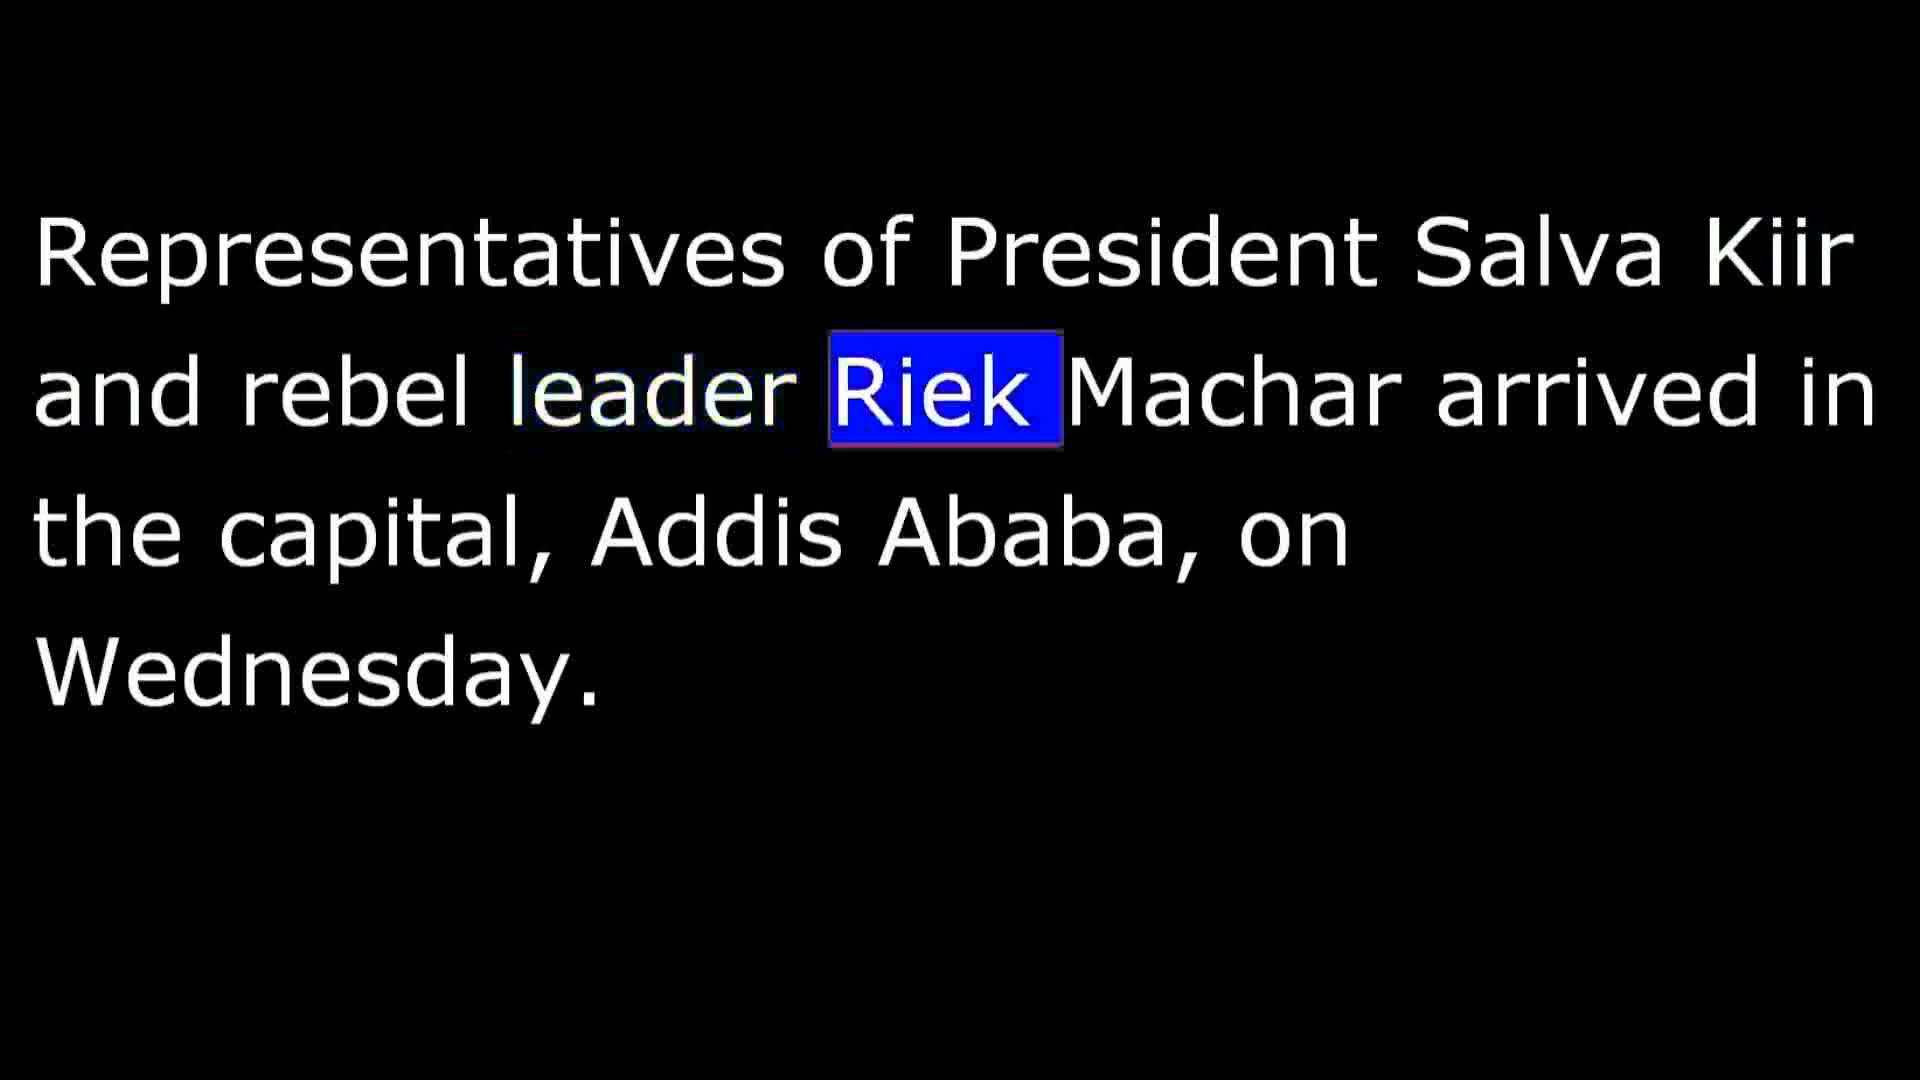 Representatives of President Salva Kiir
and rebel leader Riek Machar arrived in
the capital, Addis Ababa, on
Wednesday.